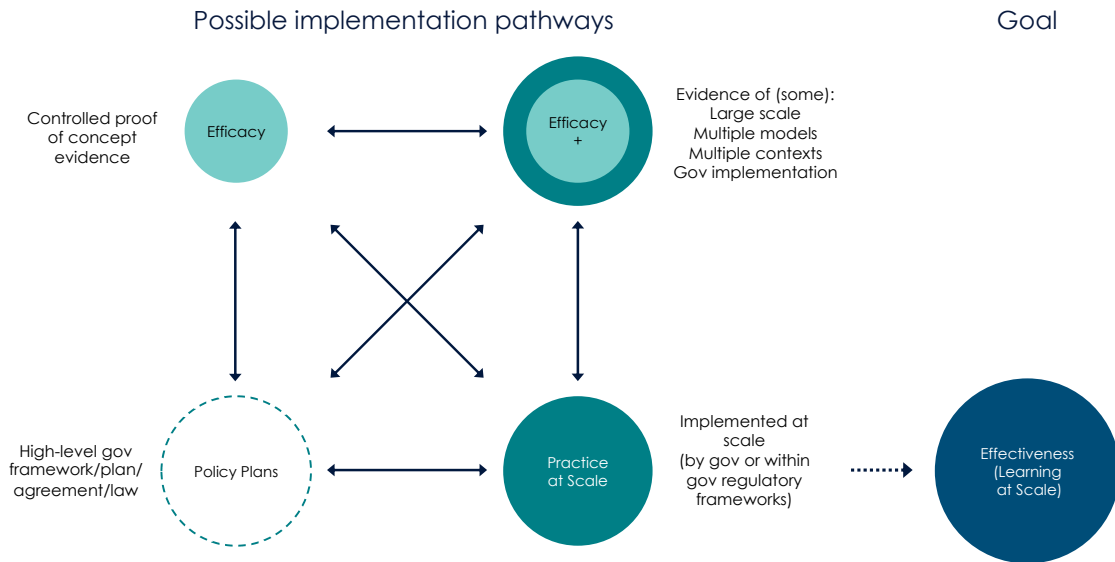 Possible implementation pathways
Goal
Controlled proof
of concept
evidence
Efficacy
Efficacy
+
Evidence of (some):
Large scale
Multiple models
Multiple contexts
Gov implementation
High-level gov
framework/plan/
agreement/law
Policy Plans
Practice
at Scale
Implemented at
scale
(by gov or within
gov regulatory
frameworks)
Effectiveness
(Learning
at Scale)